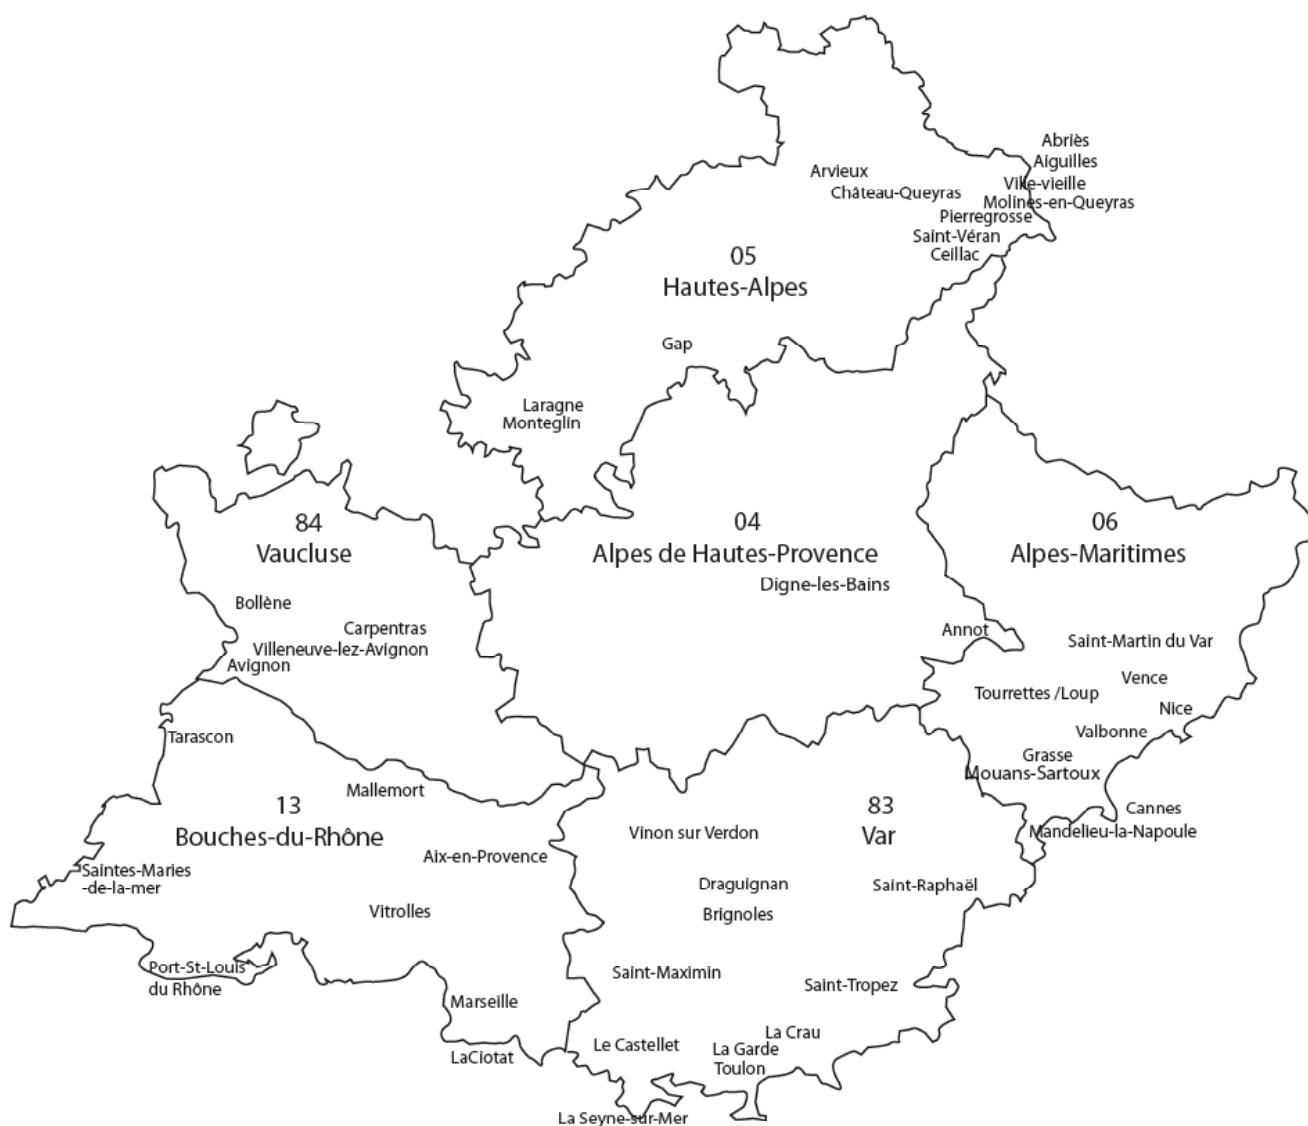 Abriès
Aiguilles
Arvieux
Ville-vieille
Château-Queyras
Molines-en-Queyras
Pierregrosse
Saint-Véran
Ceillac
05
Hautes-Alpes
Gap
Laragne
Monteglin
84
Vaucluse
04
Alpes de Hautes-Provence
Digne-les-Bains
06
Alpes-Maritimes
Bollène
Carpentras
Villeneuve-lez-Avignon
Avignon
Annot
Saint-Martin du Var
Vence
Tourrettes /Loup
Nice
Valbonne
Grasse
Mouans-Sartoux
Cannes
Mandelieu-la-Napoule
Tarascon
Mallemort
13
Bouches-du-Rhône
Aix-en-Provence
Saintes-Maries
-de-la-mer
Vitrolles
Port-St-Louis
du Rhône
Marseille
LaCiotat
83
Var
Vinon sur Verdon
Draguignan
Saint-Raphaël
Brignoles
Saint-Maximin
Saint-Tropez
La Crau
Le Castellet
La Garde
Toulon
La Seyne-sur-Mer